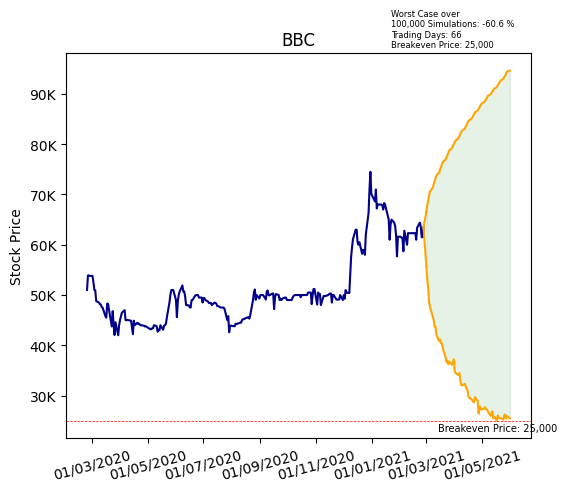 Worst Case over
100,000 Simulations: -60.6 %
Trading Days: 66
Breakeven Price: 25,000
BBC
Stock Price
90K
80K
70K
60K
50K
40K
30K
Breakeven Price: 25,000
01/03/2020
01/05/2020
01/07/2020
01/09/2020
01/11/2020
01/01/2021
01/03/2021
01/05/2021